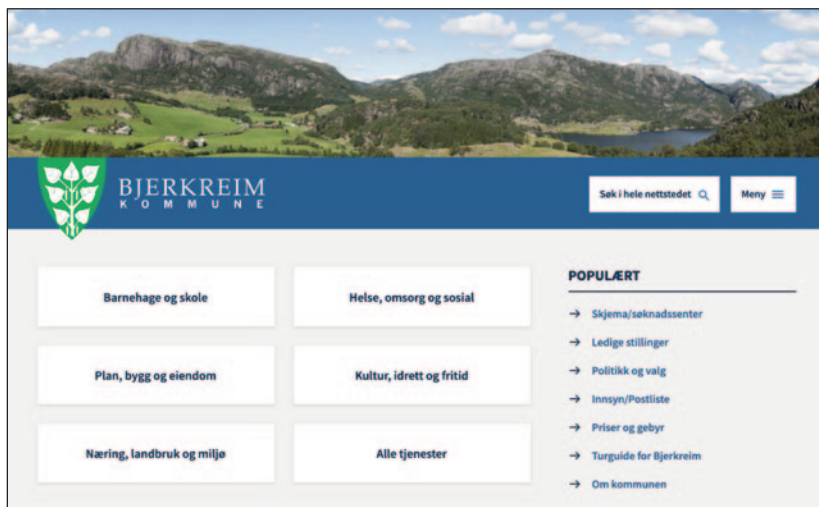 BJERKREIM
KOMMUNE
Søk i hele nettstedet
Meny
Barnehage og skole
Helse, omsorg og sosial
Plan, bygg og eiendom
Kultur, idrett og fritid
Næring, landbruk og miljø
Alle tjenester
POPULÆRT
→ Skjema/søknadssenter
→ Ledige stillinger
→ Politikk og valg
→ Innsyn/Postliste
→ Priser og gebyr
→ Turguide for Bjerkreim
→ Om kommunen